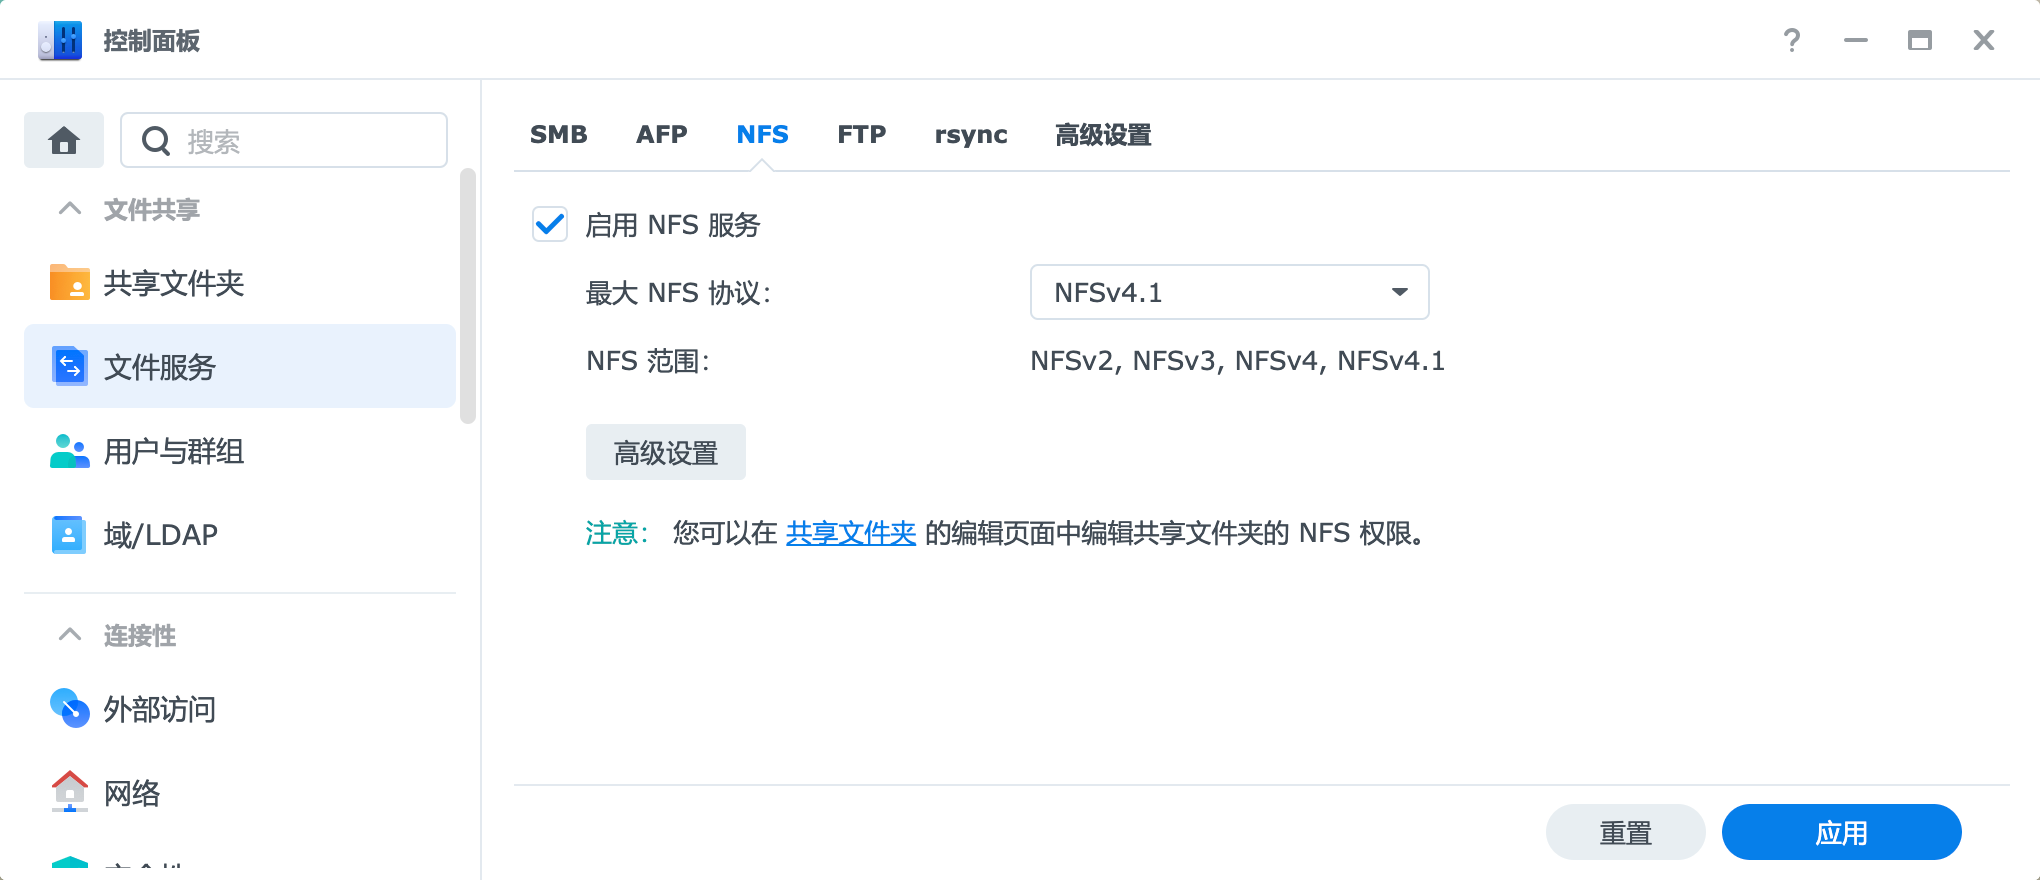 控制面板
搜索
文件共享
共享文件夹
文件服务
用户与群组
域/LDAP
连接性
外部访问
网络
SMB AFP NFS FTP rsync 高级设置
启用 NFS 服务
最大 NFS 协议： NFSv4.1
NFS 范围： NFSv2, NFSv3, NFSv4, NFSv4.1
高级设置
注意： 您可以在 共享文件夹 的编辑页面中编辑共享文件夹的 NFS 权限。
重置 应用